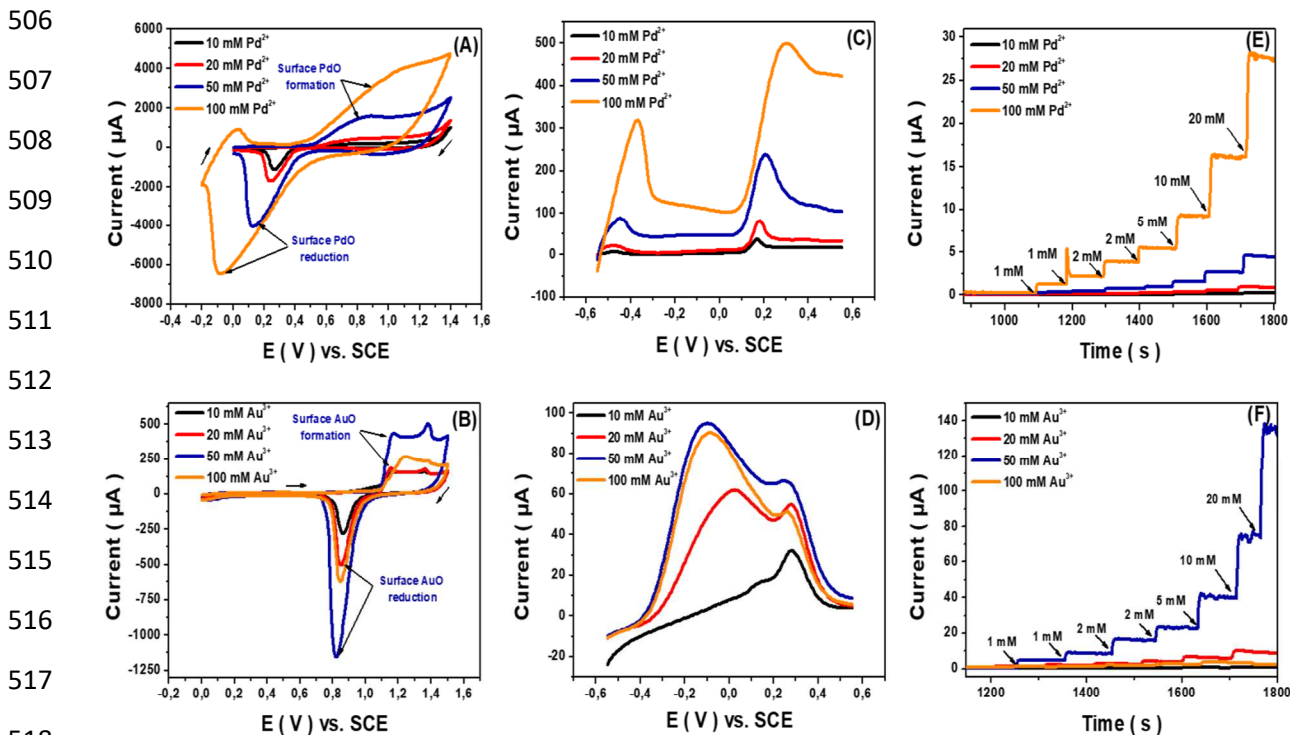 506
507
508
509
510
511
512
513
514
515
516
517
(A)
10 mM Pd²⁺
20 mM Pd²⁺
50 mM Pd²⁺
100 mM Pd²⁺
Surface PdO
formation
Surface PdO
reduction
6000
4000
2000
0
-2000
-4000
-6000
-8000
Current ( µA)
-0,4 -0,2 0,0 0,2 0,4 0,6 0,8 1,0 1,2 1,4 1,6
E ( V ) vs. SCE
(C)
10 mM Pd²⁺
20 mM Pd²⁺
50 mM Pd²⁺
100 mM Pd²⁺
500
400
300
200
100
0
-100
Current ( µA)
-0,6 -0,4 -0,2 0,0 0,2 0,4 0,6
E ( V ) vs. SCE
(E)
10 mM Pd²⁺
20 mM Pd²⁺
50 mM Pd²⁺
100 mM Pd²⁺
1 mM
1 mM
2 mM
2 mM
5 mM
10 mM
20 mM
30
25
20
15
10
5
0
Current ( µA)
1000 1200 1400 1600 1800
Time ( s )
(B)
10 mM Au³⁺
20 mM Au³⁺
50 mM Au³⁺
100 mM Au³⁺
Surface AuO
formation
Surface AuO
reduction
500
250
0
-250
-500
-750
-1000
-1250
Current ( µA)
0,0 0,2 0,4 0,6 0,8 1,0 1,2 1,4 1,6
E ( V ) vs. SCE
(D)
10 mM Au³⁺
20 mM Au³⁺
50 mM Au³⁺
100 mM Au³⁺
100
80
60
40
20
0
-20
Current ( µA)
-0,6 -0,4 -0,2 0,0 0,2 0,4 0,6
E ( V ) vs. SCE
(F)
10 mM Au³⁺
20 mM Au³⁺
50 mM Au³⁺
100 mM Au³⁺
1 mM
1 mM
2 mM
2 mM
5 mM
10 mM
20 mM
140
120
100
80
60
40
20
0
Current ( µA)
1200 1400 1600 1800
Time ( s )